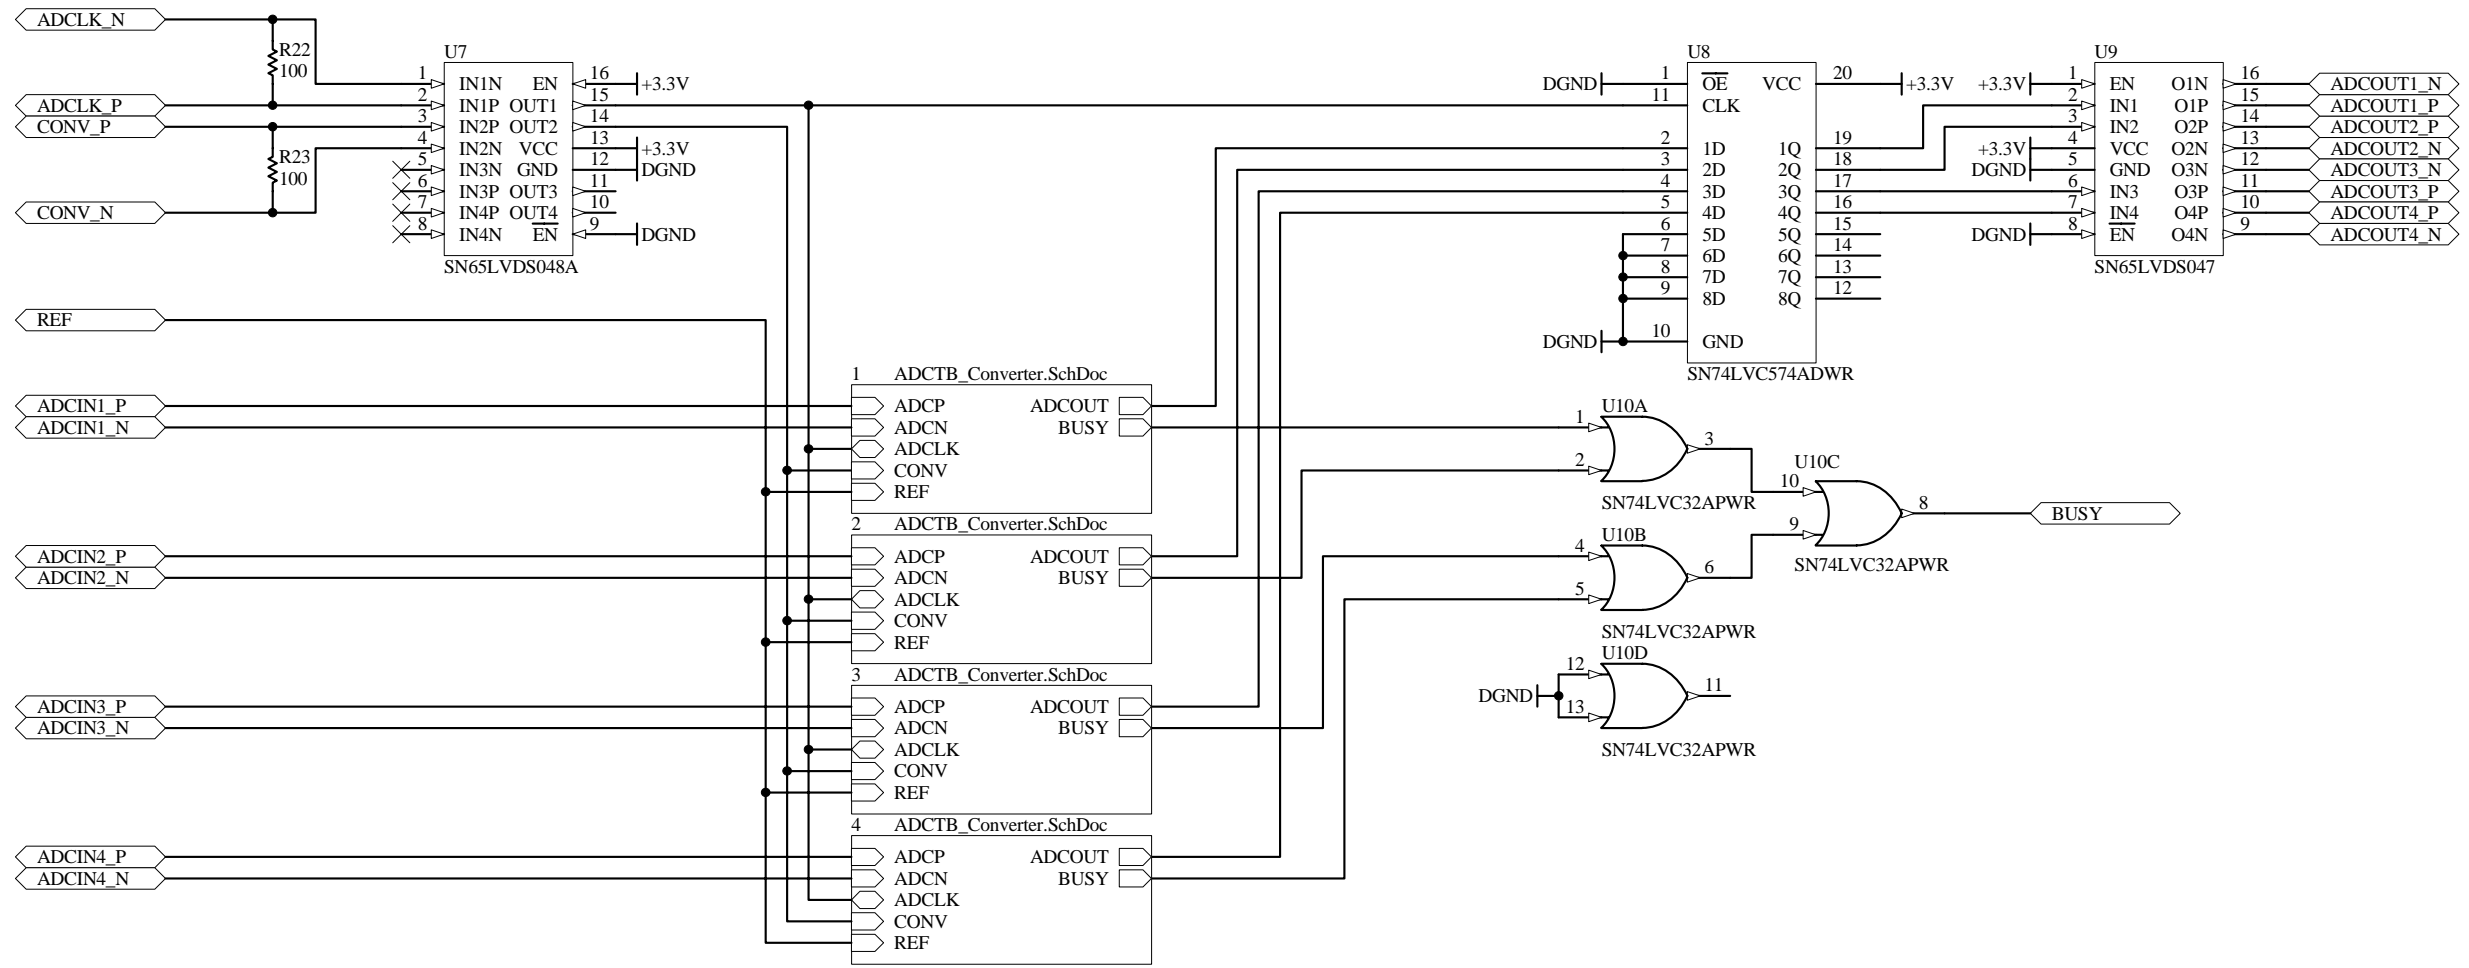 ADCLK_N
R22
100
ADCLK_P
CONV_P
R23
100
CONV_N
REF
ADCIN1_P
ADCIN1_N
ADCIN2_P
ADCIN2_N
ADCIN3_P
ADCIN3_N
ADCIN4_P
ADCIN4_N
U7
1 IN1N EN 16 +3.3V
2 IN1P OUT1 15
3 IN2P OUT2 14
4 IN2N VCC 13 +3.3V
5 IN3N GND 12 DGND
6 IN3P OUT3 11
7 IN4P OUT4 10
8 IN4N EN 9 DGND
SN65LVDS048A
1 ADCTB_Converter.SchDoc
ADCP ADCOUT
ADCN BUSY
ADCLK
CONV
REF
2 ADCTB_Converter.SchDoc
ADCP ADCOUT
ADCN BUSY
ADCLK
CONV
REF
3 ADCTB_Converter.SchDoc
ADCP ADCOUT
ADCN BUSY
ADCLK
CONV
REF
4 ADCTB_Converter.SchDoc
ADCP ADCOUT
ADCN BUSY
ADCLK
CONV
REF
U8
DGND 1 OE VCC 20 +3.3V
11 CLK
2 1D 1Q 19
3 2D 2Q 18
4 3D 3Q 17
5 4D 4Q 16
6 5D 5Q 15
7 6D 6Q 14
8 7D 7Q 13
9 8D 8Q 12
DGND 10 GND
SN74LVC574ADWR
U9
+3.3V 1 EN O1N 16 ADCOUT1_N
2 IN1 O1P 15 ADCOUT1_P
3 IN2 O2P 14 ADCOUT2_P
+3.3V 4 VCC O2N 13 ADCOUT2_N
DGND 5 GND O3N 12 ADCOUT3_N
6 IN3 O3P 11 ADCOUT3_P
7 IN4 O4P 10 ADCOUT4_P
DGND 8 EN O4N 9 ADCOUT4_N
SN65LVDS047
U10A
1
2
3
SN74LVC32APWR
U10C
10
9
8
BUSY
SN74LVC32APWR
U10B
4
5
6
SN74LVC32APWR
U10D
12
DGND
13
11
SN74LVC32APWR